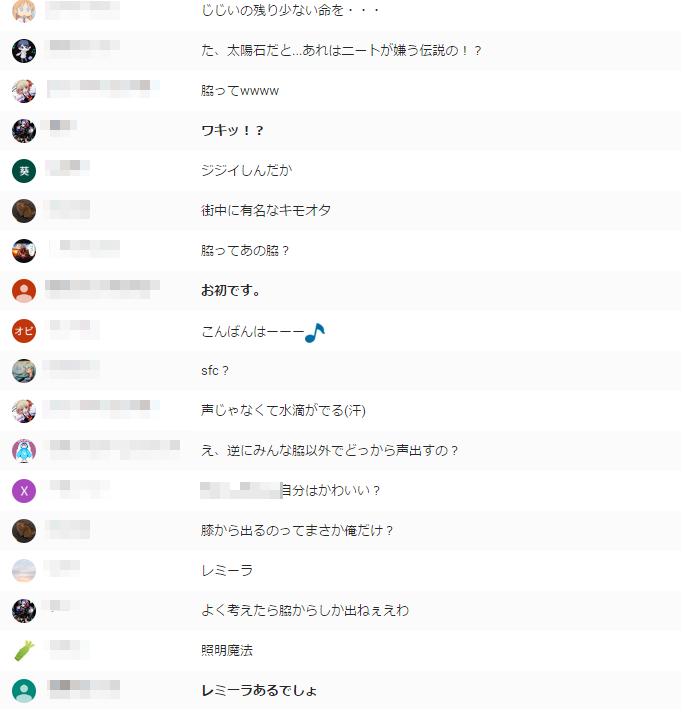 じじいの残り少ない命を・・・
た、太陽石だと...あれはニートが嫌う伝説の！？
脇ってwwww
ワキッ！？
葵
ジジイしんだか
街中に有名なキモオタ
脇ってあの脇？
お初です。
オビ
こんばんはーーー
sfc？
声じゃなくて水滴がでる(汗)
え、逆にみんな脇以外でどっから声出すの？
X
自分はかわいい？
膝から出るのってまさか俺だけ？
レミーラ
よく考えたら脇からしか出ねぇえわ
照明魔法
レミーラあるでしょ